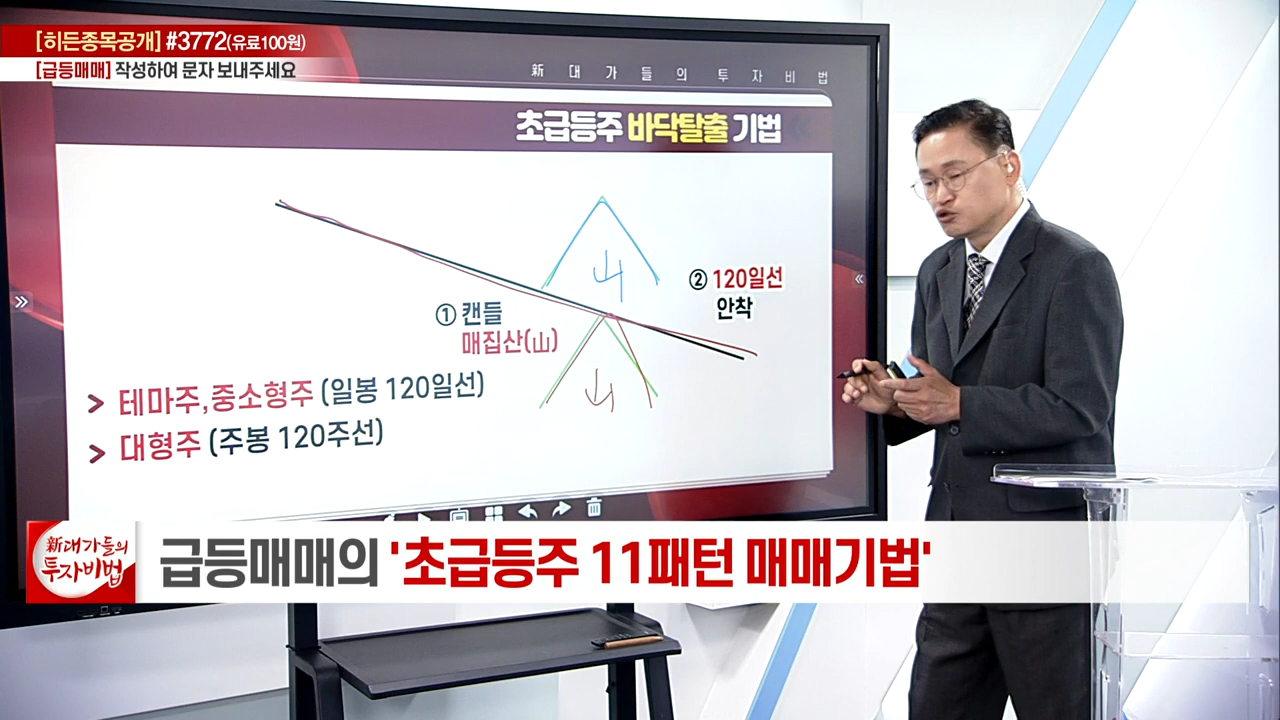 [히든종목공개] #3772(유료100원)
[급등매매] 작성하여 문자 보내주세요
新 대 가 들 의 투 자 비 법
초급등주 바닥탈출 기법
山
② 120일선
안착
① 캔들
매집산(山)
山
테마주,중소형주 (일봉 120일선)
대형주 (주봉 120주선)
新대가들의
투자비법
급등매매의 '초급등주 11패턴 매매기법'